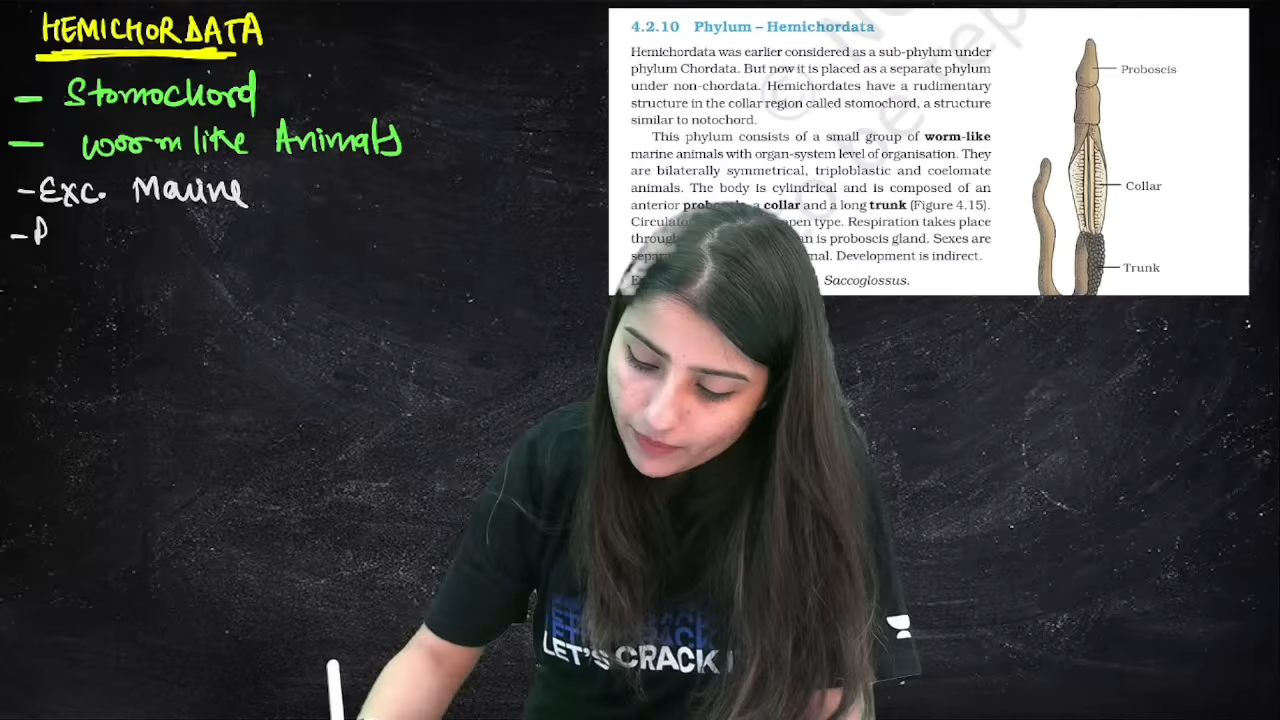 HEMICHORDATA
- Stomochord
- worm like Animals
- Exc. Marine
- P
4.2.10 Phylum – Hemichordata
Hemichordata was earlier considered as a sub-phylum under
phylum Chordata. But now it is placed as a separate phylum
under non-chordata. Hemichordates have a rudimentary
structure in the collar region called stomochord, a structure
similar to notochord.
This phylum consists of a small group of worm-like
marine animals with organ-system level of organisation. They
are bilaterally symmetrical, triploblastic and coelomate
animals. The body is cylindrical and is composed of an
anterior a collar and a long trunk (Figure 4.15).
open type. Respiration takes place
is proboscis gland. Sexes are
Development is indirect.
Saccoglossus.
Proboscis
Collar
Trunk
LET'S CRACK